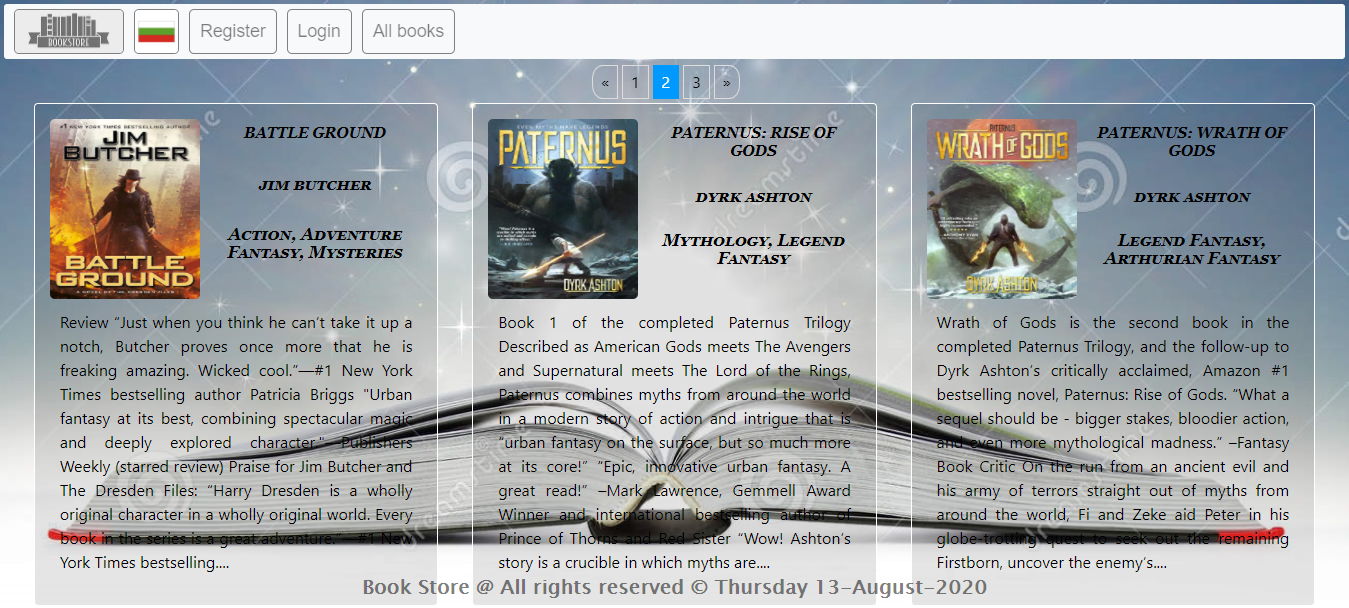 BOOKSTORE
Register
Login
All books
«
1
2
3
»
#1 NEW YORK TIMES BESTSELLING AUTHOR
JIM
BUTCHER
BATTLE
GROUND
BATTLE GROUND
JIM BUTCHER
Action, Adventure
Fantasy, Mysteries
Review “Just when you think he can’t take it up a
notch, Butcher proves once more that he is
freaking amazing. Wicked cool.”—#1 New York
Times bestselling author Patricia Briggs "Urban
fantasy at its best, combining spectacular magic
and deeply explored character."—Publishers
Weekly (starred review) Praise for Jim Butcher and
The Dresden Files: “Harry Dresden is a wholly
original character in a wholly original world. Every
book in the series is a great adventure.”—#1 New
York Times bestselling....
PATERNUS
DYRK ASHTON
PATERNUS: RISE OF
GODS
DYRK ASHTON
Mythology, Legend
Fantasy
Book 1 of the completed Paternus Trilogy
Described as American Gods meets The Avengers
and Supernatural meets The Lord of the Rings,
Paternus combines myths from around the world
in a modern story of action and intrigue that is
“urban fantasy on the surface, but so much more
at its core!” “Epic, innovative urban fantasy. A
great read!” –Mark Lawrence, Gemmell Award
Winner and international bestselling author of
Prince of Thorns and Red Sister “Wow! Ashton’s
story is a crucible in which myths are....
PATERNUS
WRATH OF GODS
DYRK ASHTON
PATERNUS: WRATH OF
GODS
DYRK ASHTON
Legend Fantasy,
Arthurian Fantasy
Wrath of Gods is the second book in the
completed Paternus Trilogy, and the follow-up to
Dyrk Ashton’s critically acclaimed, Amazon #1
bestselling novel, Paternus: Rise of Gods. “What a
sequel should be - bigger stakes, bloodier action,
and even more mythological madness.” –Fantasy
Book Critic On the run from an ancient evil and
his army of terrors straight out of myths from
around the world, Fi and Zeke aid Peter in his
globe-trotting quest to seek out the remaining
Firstborn, uncover the enemy’s....
Book Store @ All rights reserved © Thursday 13-August-2020
dreamstime